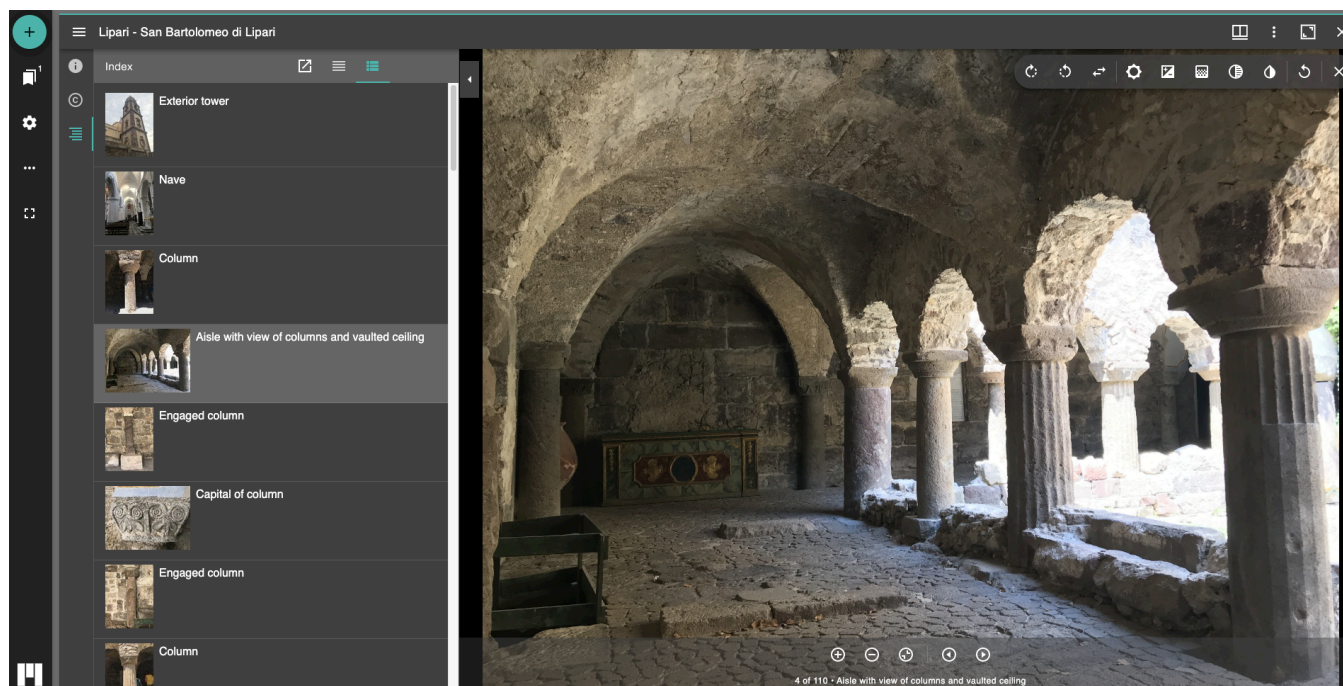 Lipari - San Bartolomeo di Lipari
1
Index
Exterior tower
Nave
Column
Aisle with view of columns and vaulted ceiling
Engaged column
Capital of column
Engaged column
Column
4 of 110 • Aisle with view of columns and vaulted ceiling